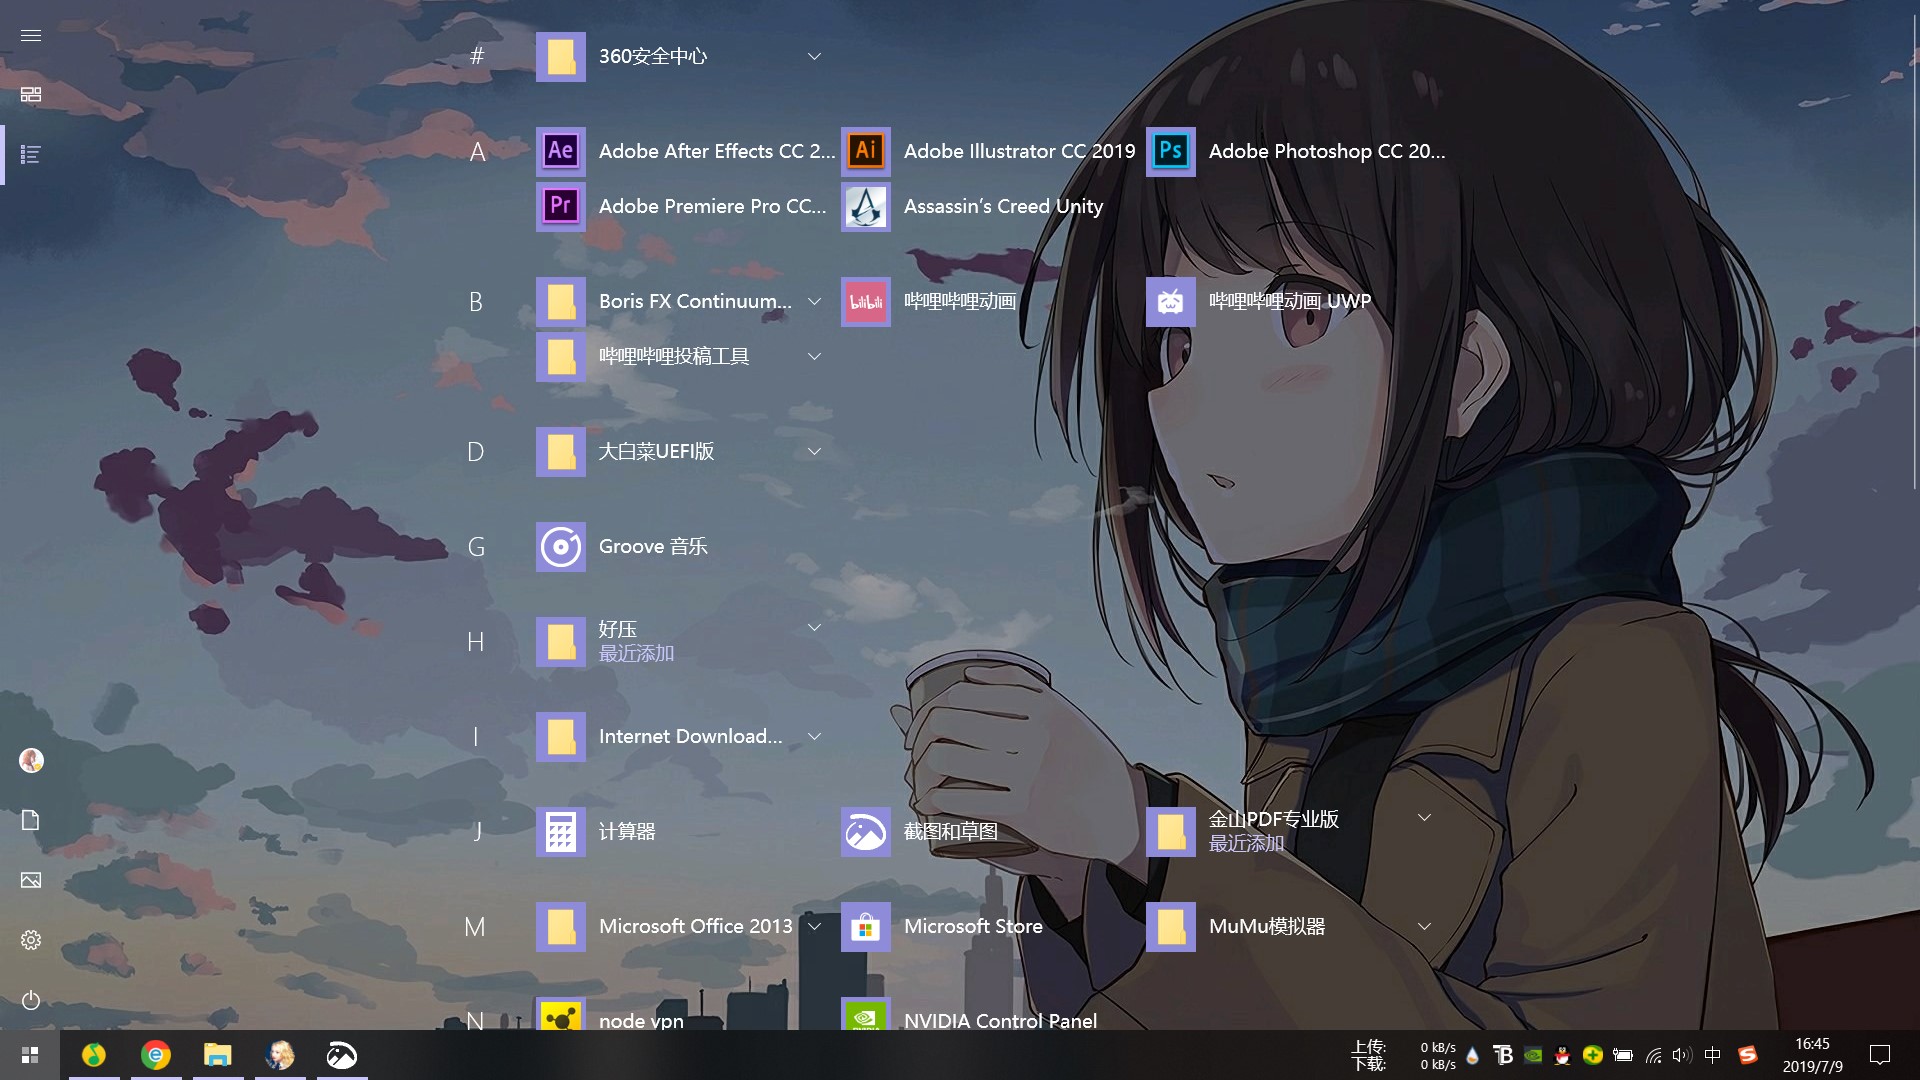 #
360安全中心
A
Ae
Adobe After Effects CC 2...
Ai
Adobe Illustrator CC 2019
Ps
Adobe Photoshop CC 20...
Pr
Adobe Premiere Pro CC...
Assassin's Creed Unity
B
Boris FX Continuum...
bilibili
哔哩哔哩动画
哔哩哔哩动画 UWP
哔哩哔哩投稿工具
D
大白菜UEFI版
G
Groove 音乐
H
好压
最近添加
I
Internet Download...
J
计算器
截图和草图
金山PDF专业版
最近添加
M
Microsoft Office 2013
Microsoft Store
MuMu模拟器
N
node vpn
NVIDIA Control Panel
上传: 0 kB/s
下载: 0 kB/s
中
S
16:45
2019/7/9